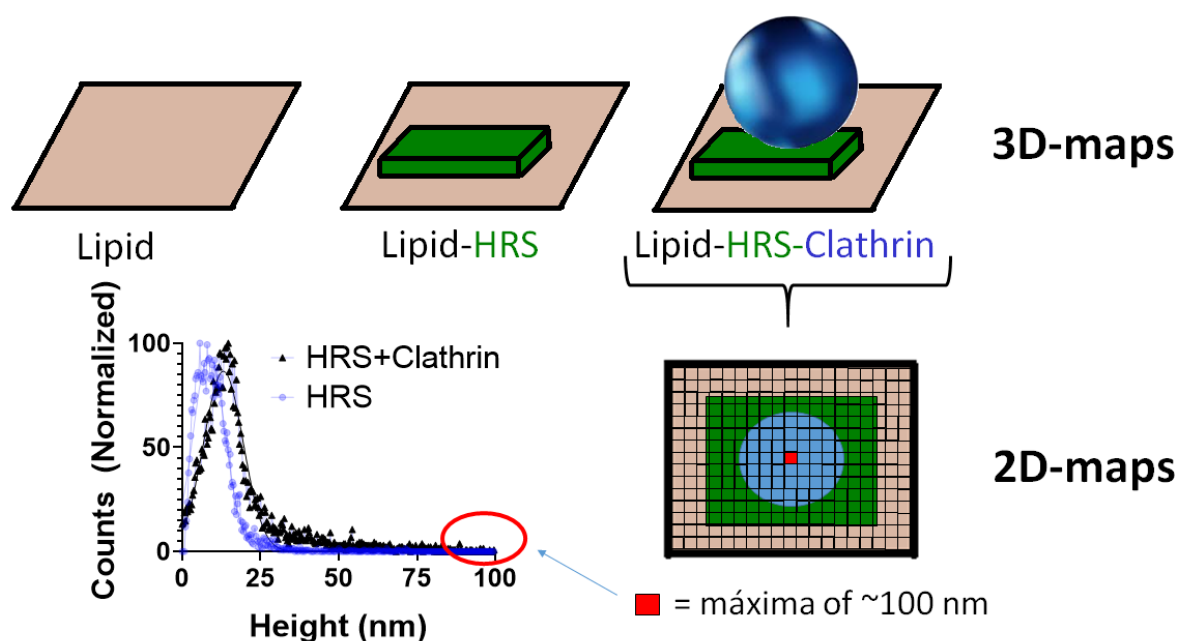 3D-maps
Lipid
Lipid-HRS
Lipid-HRS-Clathrin
Counts (Normalized)
100
50
0
HRS+Clathrin
HRS
0 25 50 75 100
Height (nm)
2D-maps
= máxima of ~100 nm